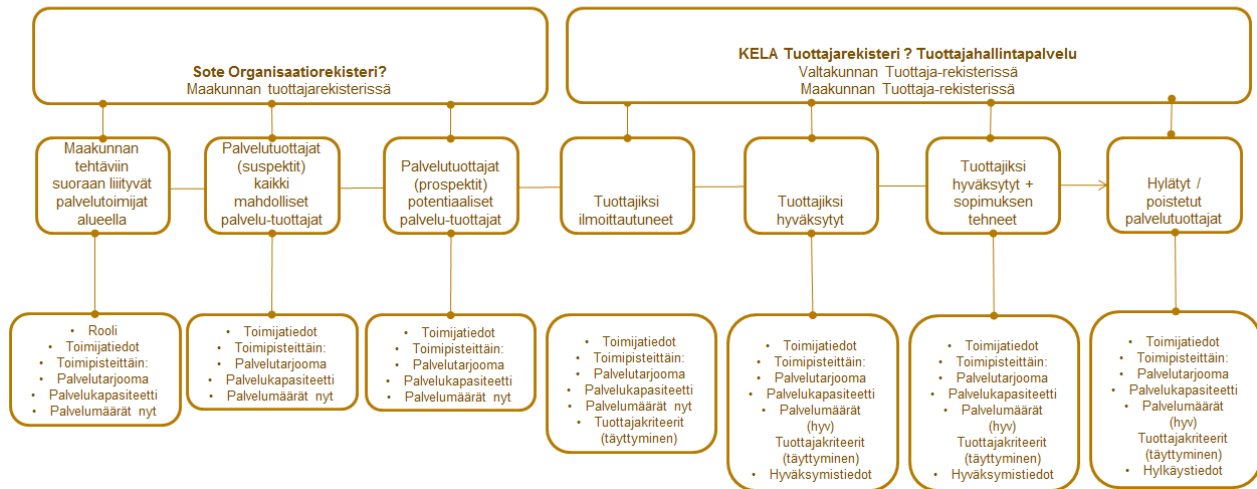 Sote Organisaatiorekisteri?
Maakunnan tuottajarekisterissä
KELA Tuottajarekisteri ? Tuottajahallintapalvelu
Valtakunnan Tuottaja-rekisterissä
Maakunnan Tuottaja-rekisterissä
Maakunnan
tehtäviin
suoraan liityvät
palvelutoimijat
alueella
Palvelutuottajat
(suspektit)
kaikki
mahdolliset
palvelu-tuottajat
Palvelutuottajat
(prospektit)
potentiaaliset
palvelu-tuottajat
Tuottajiksi
ilmoittautuneet
Tuottajiksi
hyväksytyt
Tuottajiksi
hyväksytyt +
sopimuksen
tehneet
Hylätyt /
poistetut
palvelutuottajat
• Rooli
• Toimijatiedot
• Toimipisteittäin:
• Palvelutarjooma
• Palvelukapasiteetti
• Palvelumäärät nyt
• Toimijatiedot
• Toimipisteittäin:
• Palvelutarjooma
• Palvelukapasiteetti
• Palvelumäärät nyt
• Toimijatiedot
• Toimipisteittäin:
• Palvelutarjooma
• Palvelukapasiteetti
• Palvelumäärät nyt
• Toimijatiedot
• Toimipisteittäin:
• Palvelutarjooma
• Palvelukapasiteetti
• Palvelumäärät nyt
• Tuottajakriteerit
(täyttyminen)
• Toimijatiedot
• Toimipisteittäin:
• Palvelutarjooma
• Palvelukapasiteetti
• Palvelumäärät
(hyv)
Tuottajakriteerit
(täyttyminen)
• Hyväksymistiedot
• Toimijatiedot
• Toimipisteittäin:
• Palvelutarjooma
• Palvelukapasiteetti
• Palvelumäärät
(hyv)
Tuottajakriteerit
(täyttyminen)
• Hyväksymistiedot
• Toimijatiedot
• Toimipisteittäin:
• Palvelutarjooma
• Palvelukapasiteetti
• Palvelumäärät
(hyv)
Tuottajakriteerit
(täyttyminen)
• Hylkäystiedot